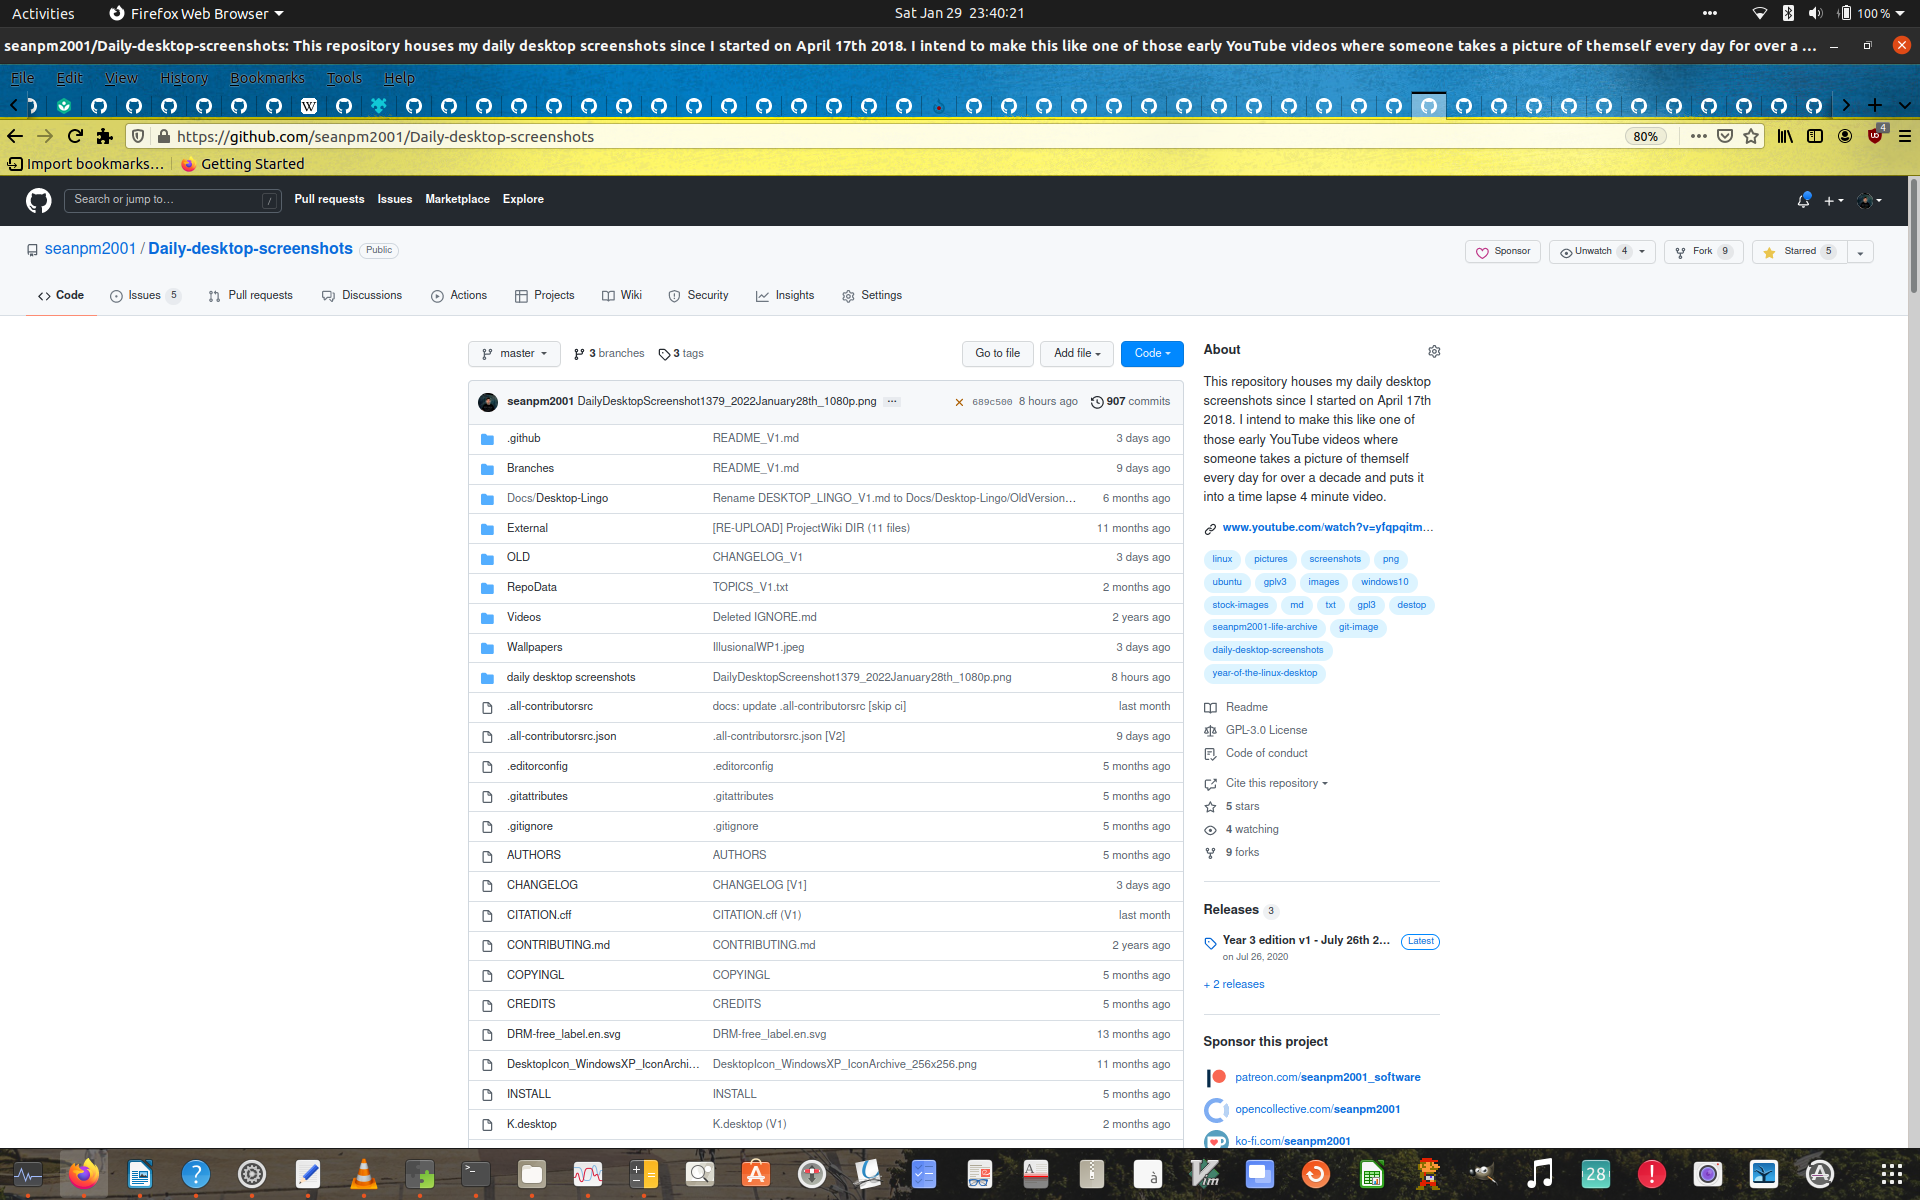 Activities Firefox Web Browser Sat Jan 29 23:40:21 100 %
seanpm2001/Daily-desktop-screenshots: This repository houses my daily desktop screenshots since I started on April 17th 2018. I intend to make this like one of those early YouTube videos where someone takes a picture of themself every day for over a ...
File Edit View History Bookmarks Tools Help
https://github.com/seanpm2001/Daily-desktop-screenshots 80% 4
Import bookmarks... Getting Started
Search or jump to... / Pull requests Issues Marketplace Explore
seanpm2001 / Daily-desktop-screenshots Public Sponsor Unwatch 4 Fork 9 Starred 5
Code Issues 5 Pull requests Discussions Actions Projects Wiki Security Insights Settings
master 3 branches 3 tags Go to file Add file Code
seanpm2001 DailyDesktopScreenshot1379_2022January28th_1080p.png ... 689c500 8 hours ago 907 commits
.github README_V1.md 3 days ago
Branches README_V1.md 9 days ago
Docs/Desktop-Lingo Rename DESKTOP_LINGO_V1.md to Docs/Desktop-Lingo/OldVersion... 6 months ago
External [RE-UPLOAD] ProjectWiki DIR (11 files) 11 months ago
OLD CHANGELOG_V1 3 days ago
RepoData TOPICS_V1.txt 2 months ago
Videos Deleted IGNORE.md 2 years ago
Wallpapers IllusionalWP1.jpeg 3 days ago
daily desktop screenshots DailyDesktopScreenshot1379_2022January28th_1080p.png 8 hours ago
.all-contributorsrc docs: update .all-contributorsrc [skip ci] last month
.all-contributorsrc.json .all-contributorsrc.json [V2] 9 days ago
.editorconfig .editorconfig 5 months ago
.gitattributes .gitattributes 5 months ago
.gitignore .gitignore 5 months ago
AUTHORS AUTHORS 5 months ago
CHANGELOG CHANGELOG [V1] 3 days ago
CITATION.cff CITATION.cff (V1) last month
CONTRIBUTING.md CONTRIBUTING.md 2 years ago
COPYINGL COPYINGL 5 months ago
CREDITS CREDITS 5 months ago
DRM-free_label.en.svg DRM-free_label.en.svg 13 months ago
DesktopIcon_WindowsXP_IconArchi... DesktopIcon_WindowsXP_IconArchive_256x256.png 11 months ago
INSTALL INSTALL 5 months ago
K.desktop K.desktop (V1) 2 months ago
About
This repository houses my daily desktop
screenshots since I started on April 17th
2018. I intend to make this like one of
those early YouTube videos where
someone takes a picture of themself
every day for over a decade and puts it
into a time lapse 4 minute video.
www.youtube.com/watch?v=yfqpqitm...
linux pictures screenshots png
ubuntu gplv3 images windows10
stock-images md txt gpl3 destop
seanpm2001-life-archive git-image
daily-desktop-screenshots
year-of-the-linux-desktop
Readme
GPL-3.0 License
Code of conduct
Cite this repository
5 stars
4 watching
9 forks
Releases 3
Year 3 edition v1 - July 26th 2... Latest
on Jul 26, 2020
+ 2 releases
Sponsor this project
patreon.com/seanpm2001_software
opencollective.com/seanpm2001
ko-fi.com/seanpm2001
28